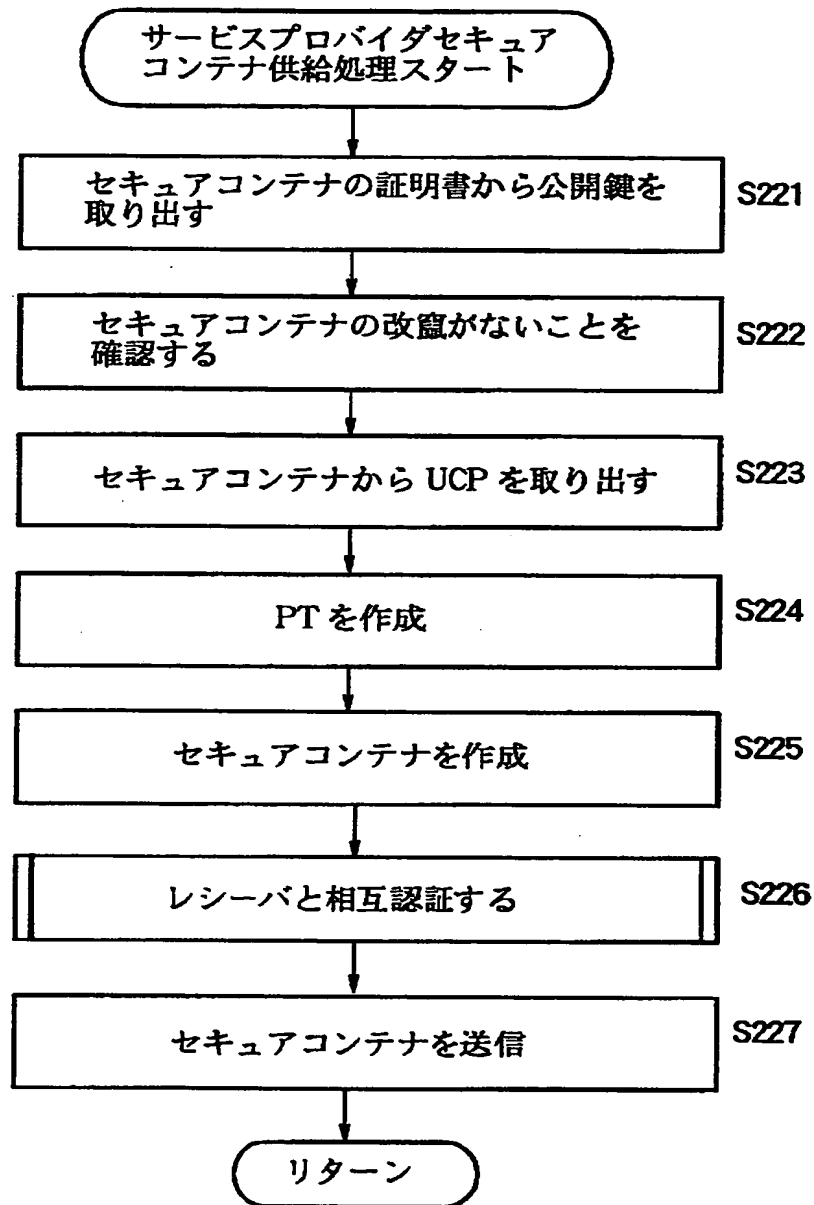 サービスプロバイダセキュア
コンテナ供給処理スタート
セキュアコンテナの証明書から公開鍵を
取り出す
S221
セキュアコンテナの改竄がないことを
確認する
S222
セキュアコンテナから UCP を取り出す
S223
PT を作成
S224
セキュアコンテナを作成
S225
レシーバと相互認証する
S226
セキュアコンテナを送信
S227
リターン